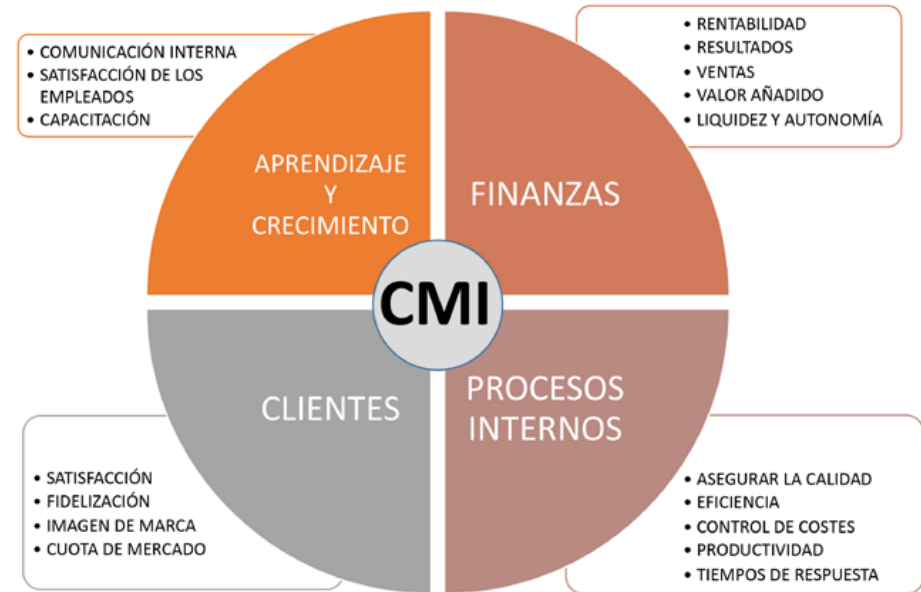 • COMUNICACIÓN INTERNA
• SATISFACCIÓN DE LOS
EMPLEADOS
• CAPACITACIÓN
APRENDIZAJE
Y
CRECIMIENTO
• RENTABILIDAD
• RESULTADOS
• VENTAS
• VALOR AÑADIDO
• LIQUIDEZ Y AUTONOMÍA
FINANZAS
CMI
CLIENTES
• SATISFACCIÓN
• FIDELIZACIÓN
• IMAGEN DE MARCA
• CUOTA DE MERCADO
PROCESOS
INTERNOS
• ASEGURAR LA CALIDAD
• EFICIENCIA
• CONTROL DE COSTES
• PRODUCTIVIDAD
• TIEMPOS DE RESPUESTA